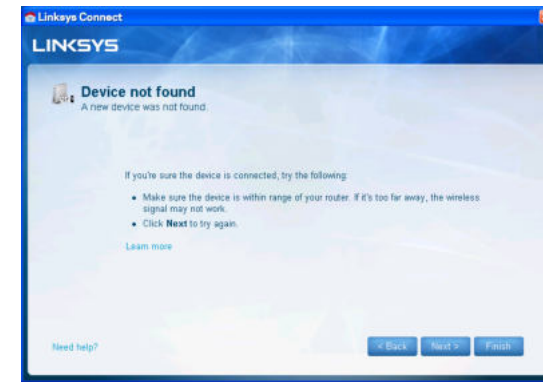 Linksys Connect
LINKSYS
Device not found
A new device was not found.
If you're sure the device is connected, try the following:
• Make sure the device is within range of your router. If it's too far away, the wireless
signal may not work.
• Click Next to try again.
Learn more
Need help?
< Back Next > Finish